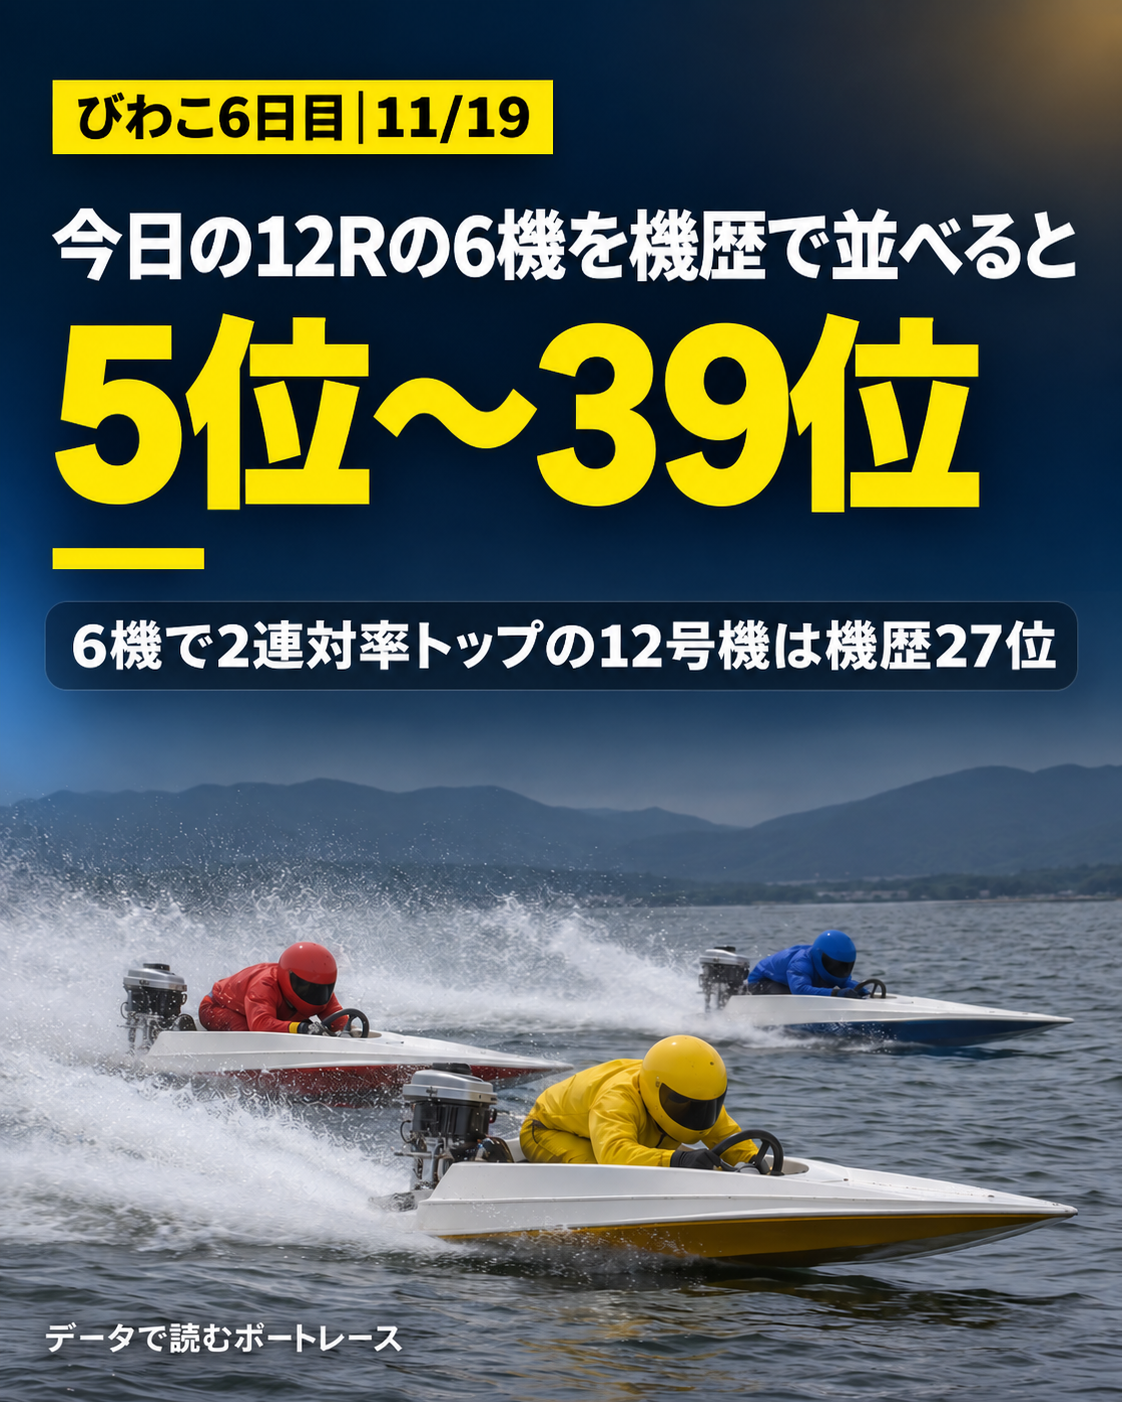 びわこ6日目|11/19
今日の12Rの6機を機歴で並べると
5位〜39位
6機で2連対率トップの12号機は機歴27位
データで読むボートレース